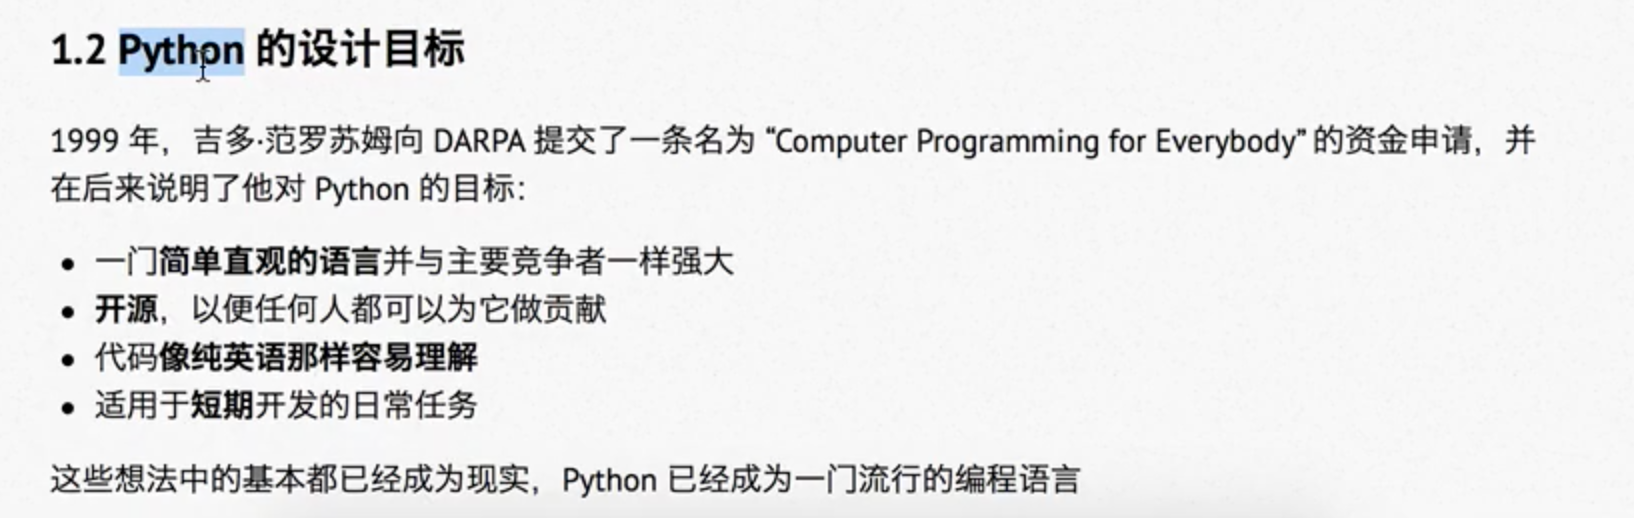 1.2 Python 的设计目标
1999 年，吉多·范罗苏姆向 DARPA 提交了一条名为 “Computer Programming for Everybody” 的资金申请，并
在后来说明了他对 Python 的目标：
• 一门简单直观的语言并与主要竞争者一样强大
• 开源，以便任何人都可以为它做贡献
• 代码像纯英语那样容易理解
• 适用于短期开发的日常任务
这些想法中的基本都已经成为现实，Python 已经成为一门流行的编程语言